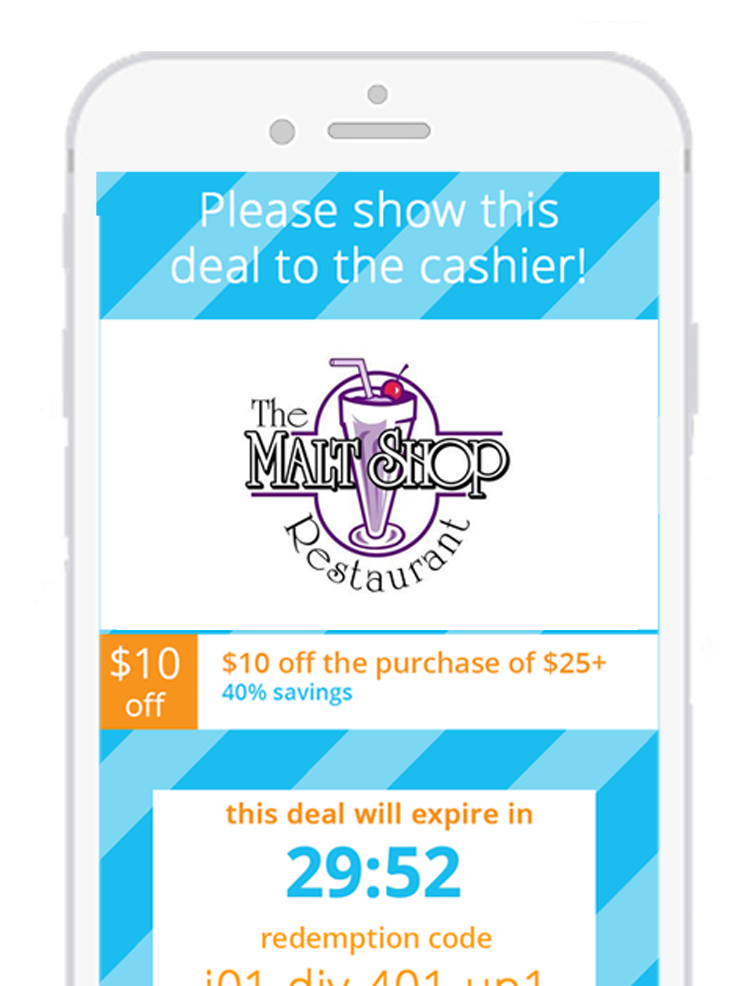 Please show this
deal to the cashier!
The
MALT SHOP
Restaurant
$10
off
$10 off the purchase of $25+
40% savings
this deal will expire in
29:52
redemption code